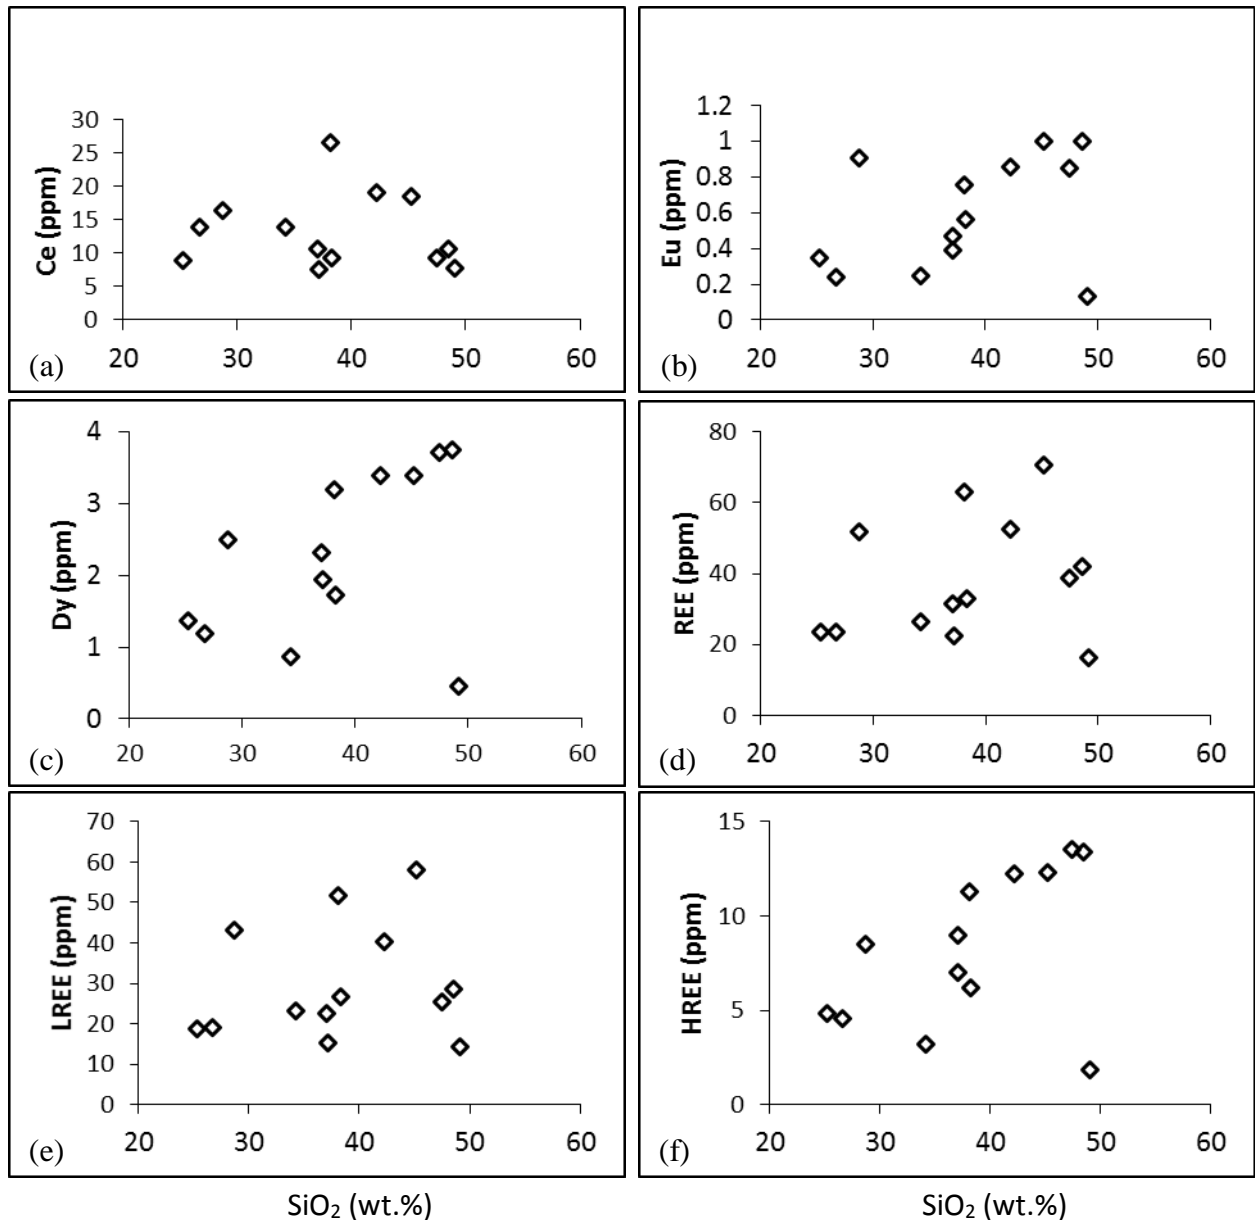 30
25
20
15
10
5
0
Ce (ppm)
20 30 40 50 60
(a)
1.2
1
0.8
0.6
0.4
0.2
0
Eu (ppm)
20 30 40 50 60
(b)
4
3
2
1
0
Dy (ppm)
20 30 40 50 60
(c)
80
60
40
20
0
REE (ppm)
20 30 40 50 60
(d)
70
60
50
40
30
20
10
0
LREE (ppm)
20 30 40 50 60
(e)
15
10
5
0
HREE (ppm)
20 30 40 50 60
(f)
SiO₂ (wt.%)
SiO₂ (wt.%)